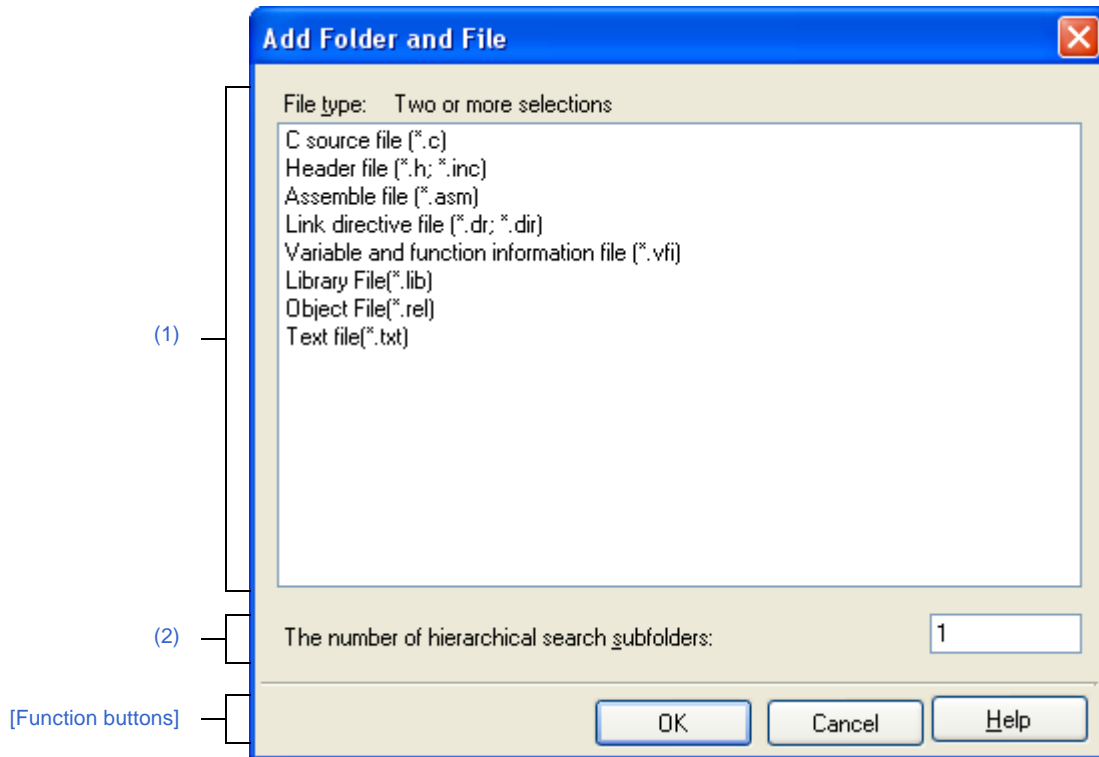 Add Folder and File
File type: Two or more selections
C source file (*.c)
Header file (*.h; *.inc)
Assemble file (*.asm)
Link directive file (*.dr; *.dir)
Variable and function information file (*.vfi)
Library File(*.lib)
Object File(*.rel)
Text file(*.txt)
(1)
(2)
The number of hierarchical search subfolders: 1
[Function buttons]
OK Cancel Help